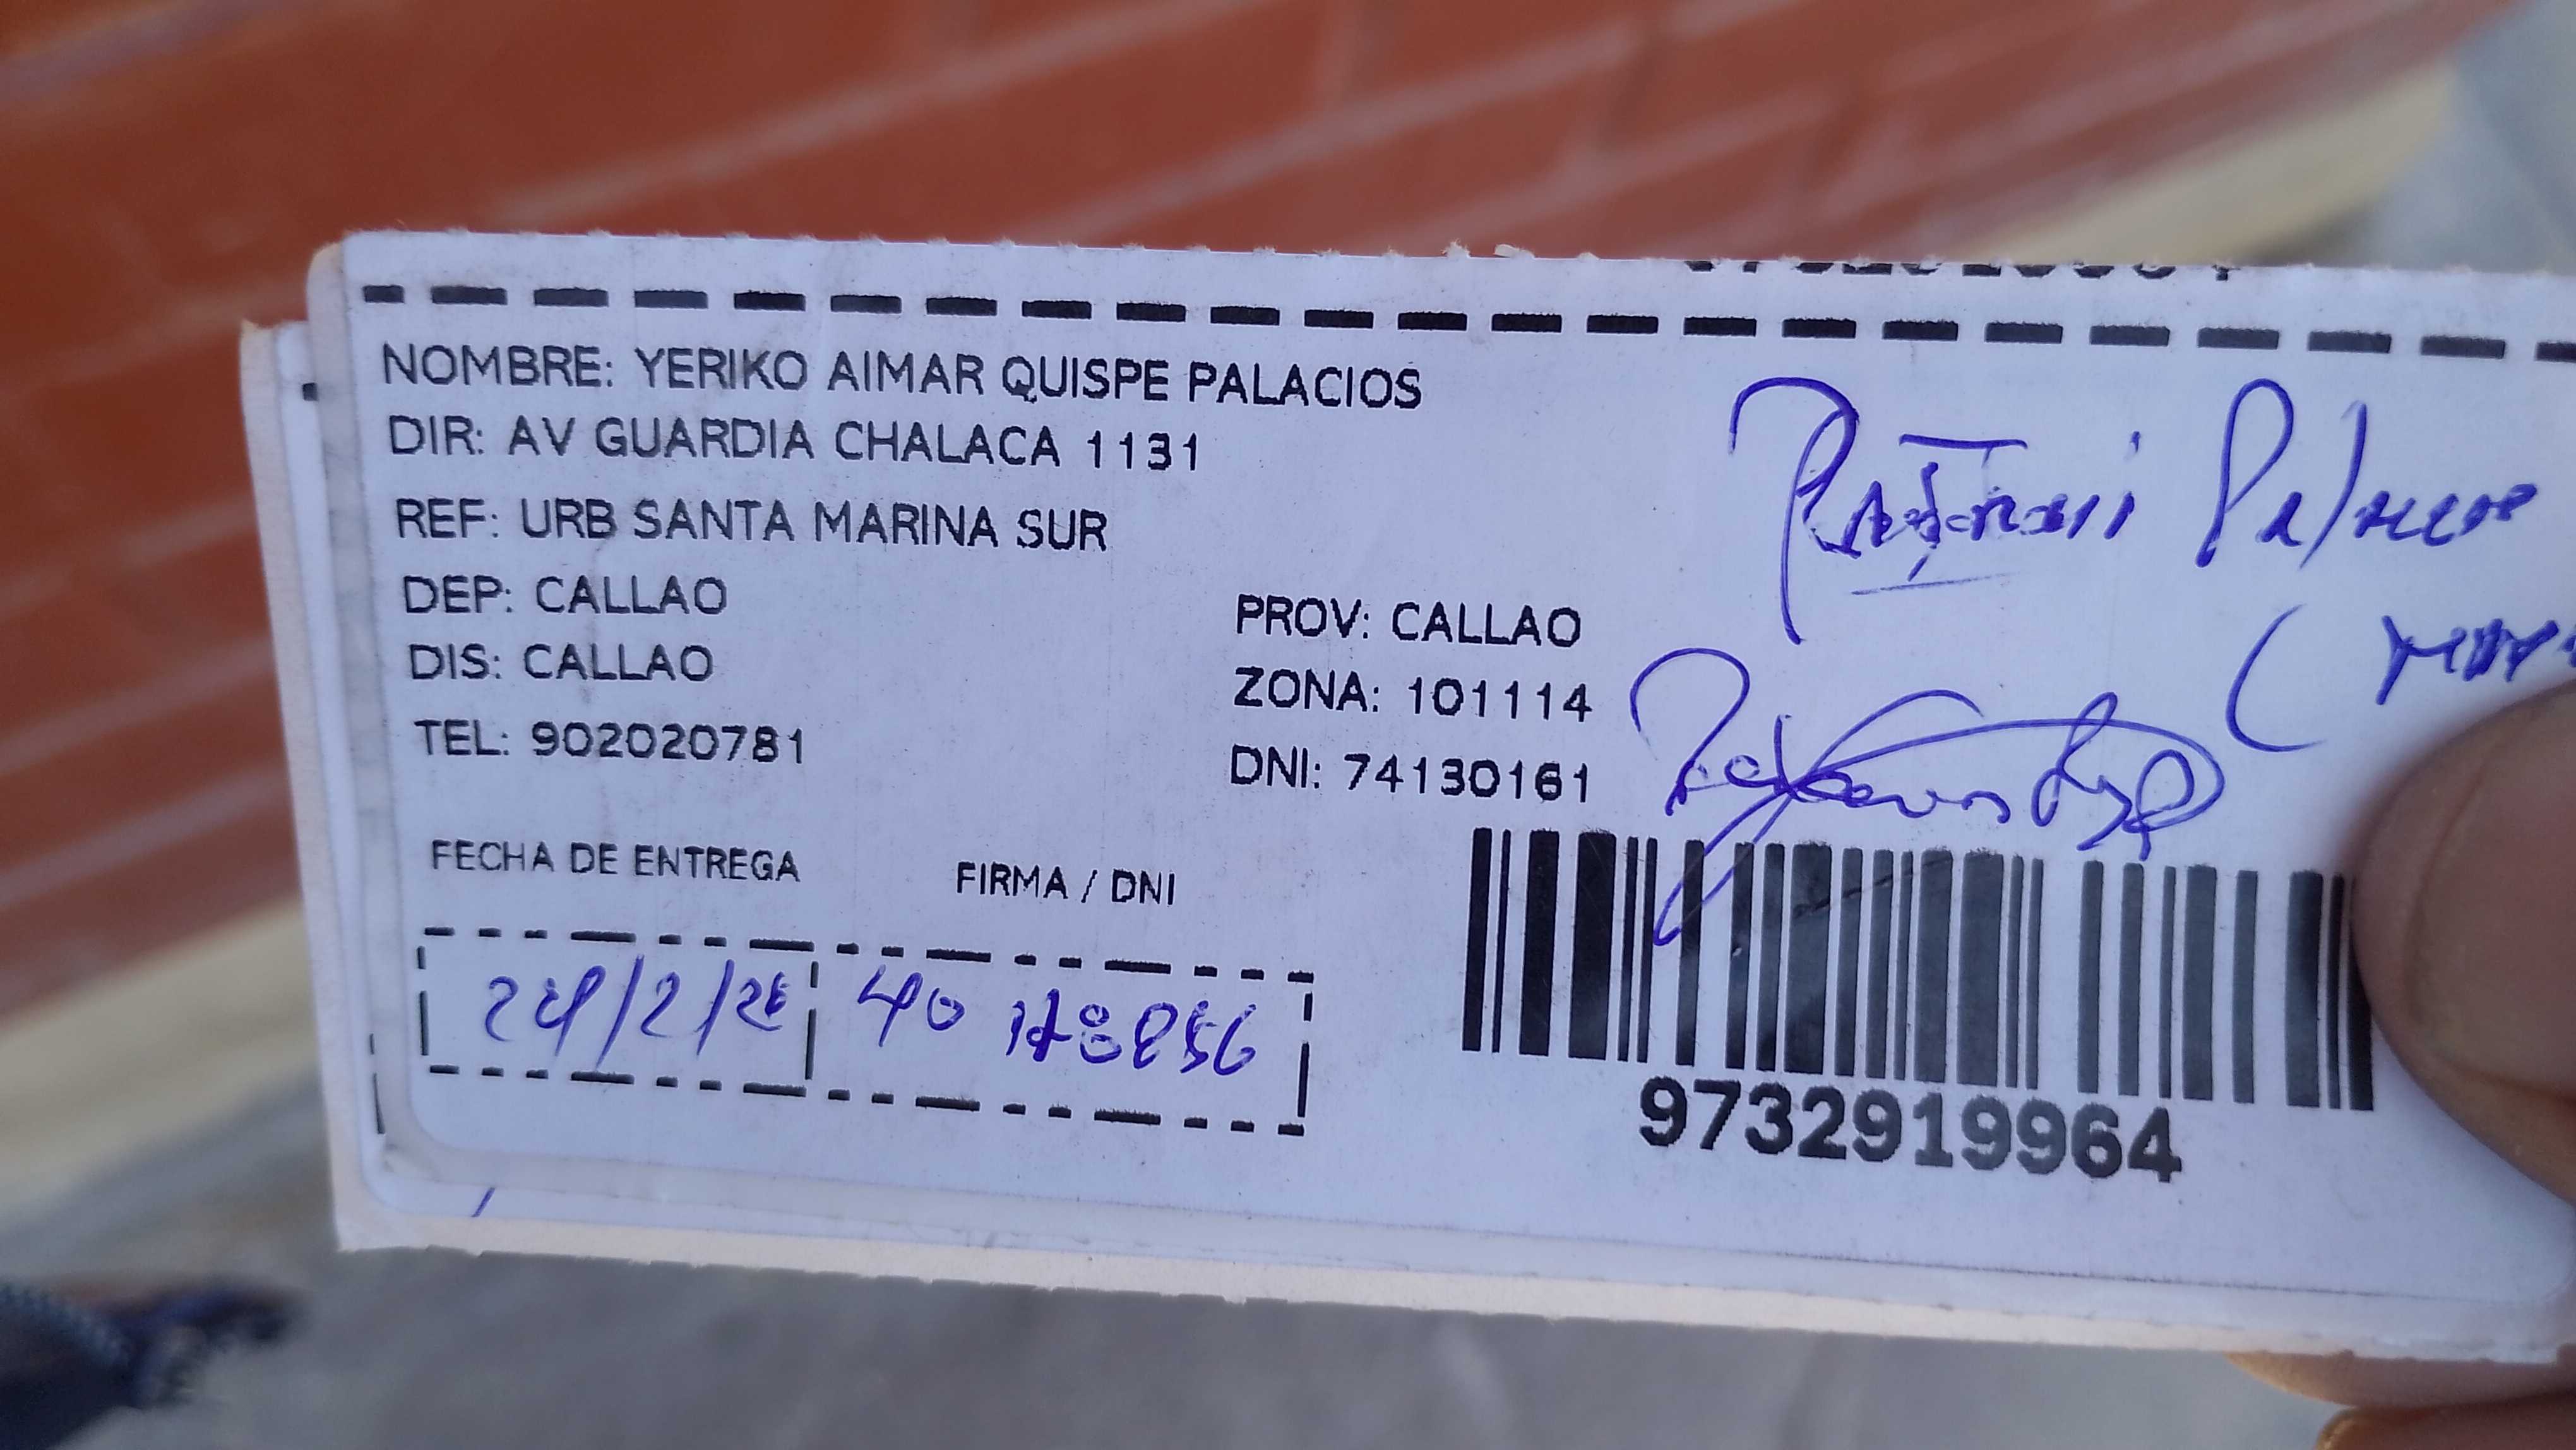 NOMBRE: YERIKO AIMAR QUISPE PALACIOS
DIR: AV GUARDIA CHALACA 1131
REF: URB SANTA MARINA SUR
DEP: CALLAO
PROV: CALLAO
DIS: CALLAO
ZONA: 101114
TEL: 902020781
DNI: 74130161
Palacios
FECHA DE ENTREGA
FIRMA / DNI
9732919964